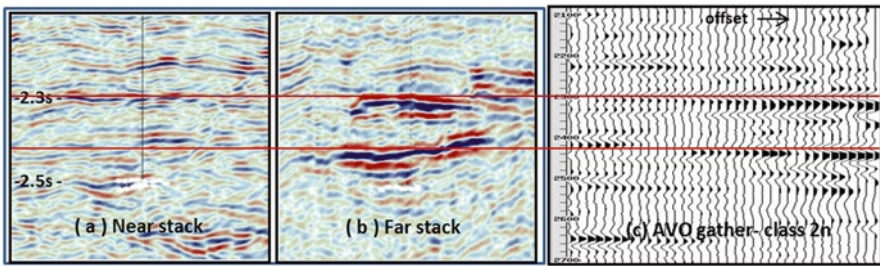 -2.3s -
-2.5s -
( a ) Near stack
( b ) Far stack
offset
2100
2200
2300
2400
2500
2600
2700
(c) AVO gather- class 2n